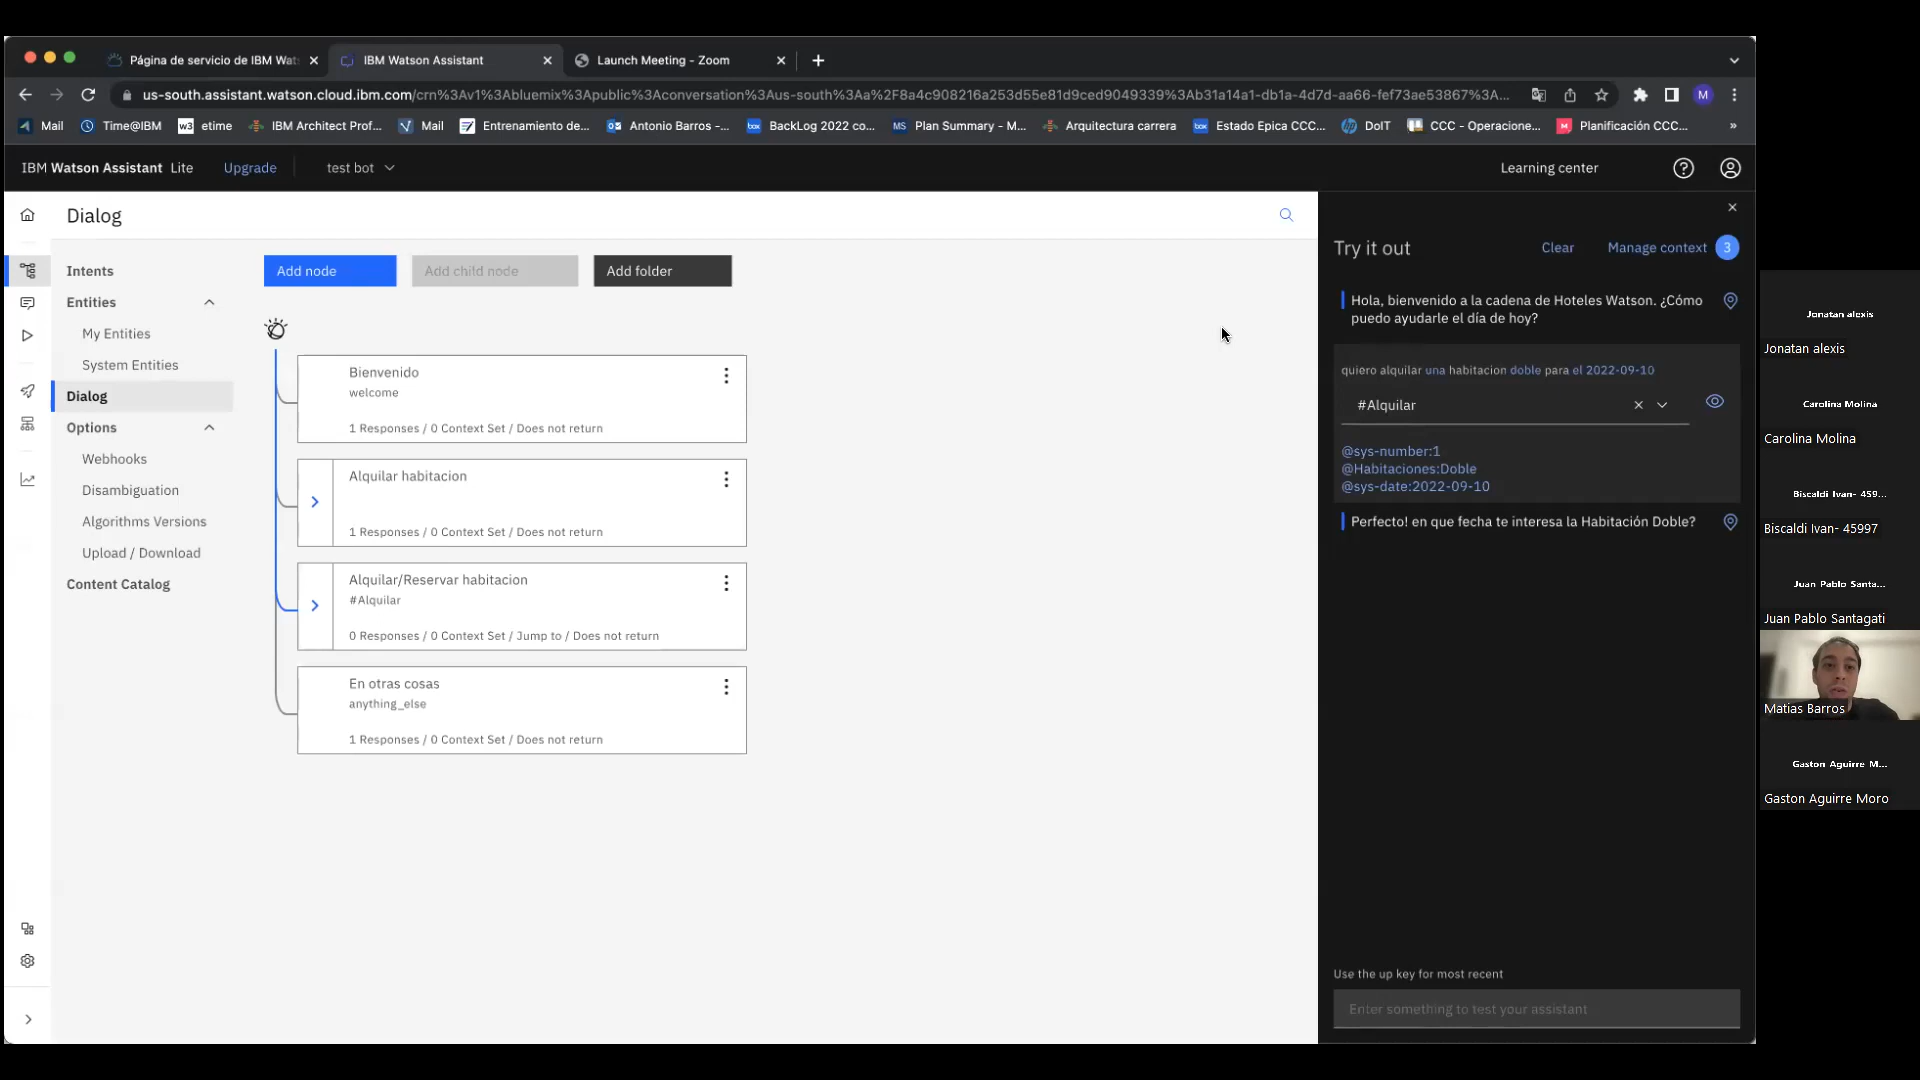 Página de servicio de IBM Wat
IBM Watson Assistant
Launch Meeting - Zoom
us-south.assistant.watson.cloud.ibm.com/crn%3Av1%3Abluemix%3Apublic%3Aconversation%3Aus-south%3Aa%2F8a4c908216a253d55e81d9ced9049339%3Ab31a14a1-db1a-4d7d-aa66-fef73ae53867%3A...
M
Mail
Time@IBM
w3 etime
IBM Architect Prof...
Mail
Entrenamiento de...
Antonio Barros -...
box BackLog 2022 co...
MS Plan Summary - M...
Arquitectura carrera
box Estado Epica CCC...
DoIT
CCC - Operacione...
M Planificación CCC...
»
IBM Watson Assistant Lite
Upgrade
test bot
Learning center
Dialog
Intents
Entities
My Entities
System Entities
Dialog
Options
Webhooks
Disambiguation
Algorithms Versions
Upload / Download
Content Catalog
Add node
Add child node
Add folder
Bienvenido
welcome
1 Responses / 0 Context Set / Does not return
Alquilar habitacion
1 Responses / 0 Context Set / Does not return
Alquilar/Reservar habitacion
#Alquilar
0 Responses / 0 Context Set / Jump to / Does not return
En otras cosas
anything_else
1 Responses / 0 Context Set / Does not return
Try it out
Clear
Manage context
3
Hola, bienvenido a la cadena de Hoteles Watson. ¿Cómo
puedo ayudarle el día de hoy?
quiero alquilar una habitacion doble para el 2022-09-10
#Alquilar
@sys-number:1
@Habitaciones:Doble
@sys-date:2022-09-10
Perfecto! en que fecha te interesa la Habitación Doble?
Use the up key for most recent
Enter something to test your assistant
Jonatan alexis
Jonatan alexis
Carolina Molina
Carolina Molina
Biscaldi Ivan- 459...
Biscaldi Ivan- 45997
Juan Pablo Santa...
Juan Pablo Santagati
Matias Barros
Gaston Aguirre M...
Gaston Aguirre Moro